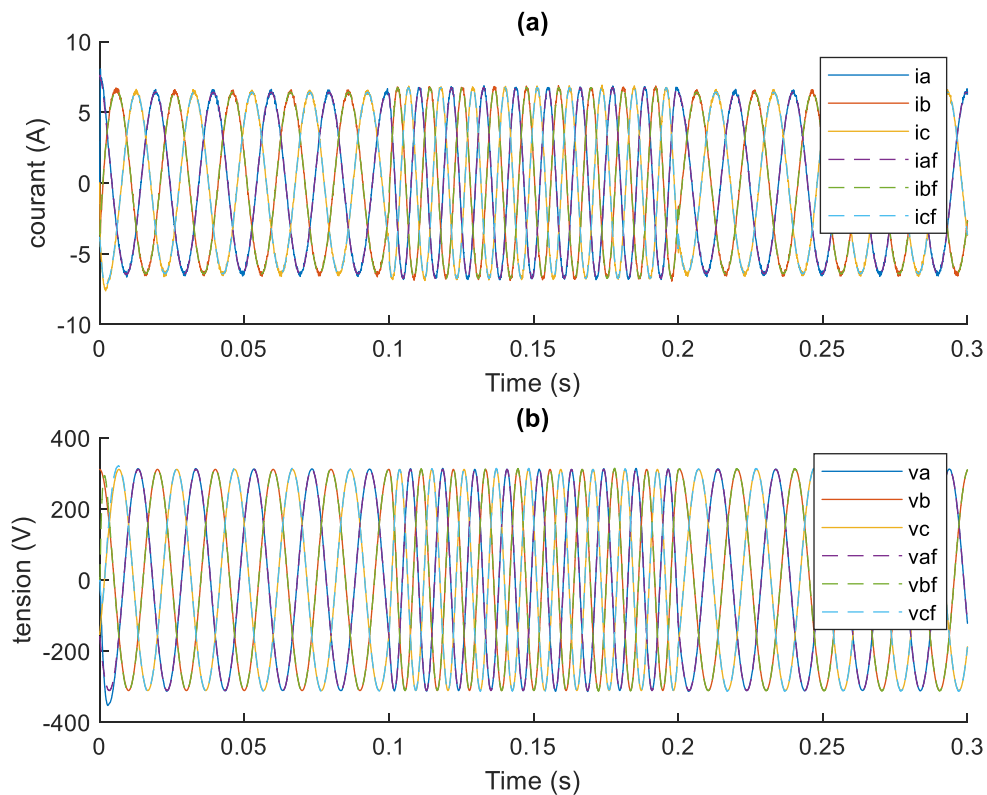 (a)
10
5
0
-5
-10
courant (A)
0
0.05
0.1
0.15
0.2
0.25
0.3
Time (s)
ia
ib
ic
iaf
ibf
icf
(b)
400
200
0
-200
-400
tension (V)
0
0.05
0.1
0.15
0.2
0.25
0.3
Time (s)
va
vb
vc
vaf
vbf
vcf